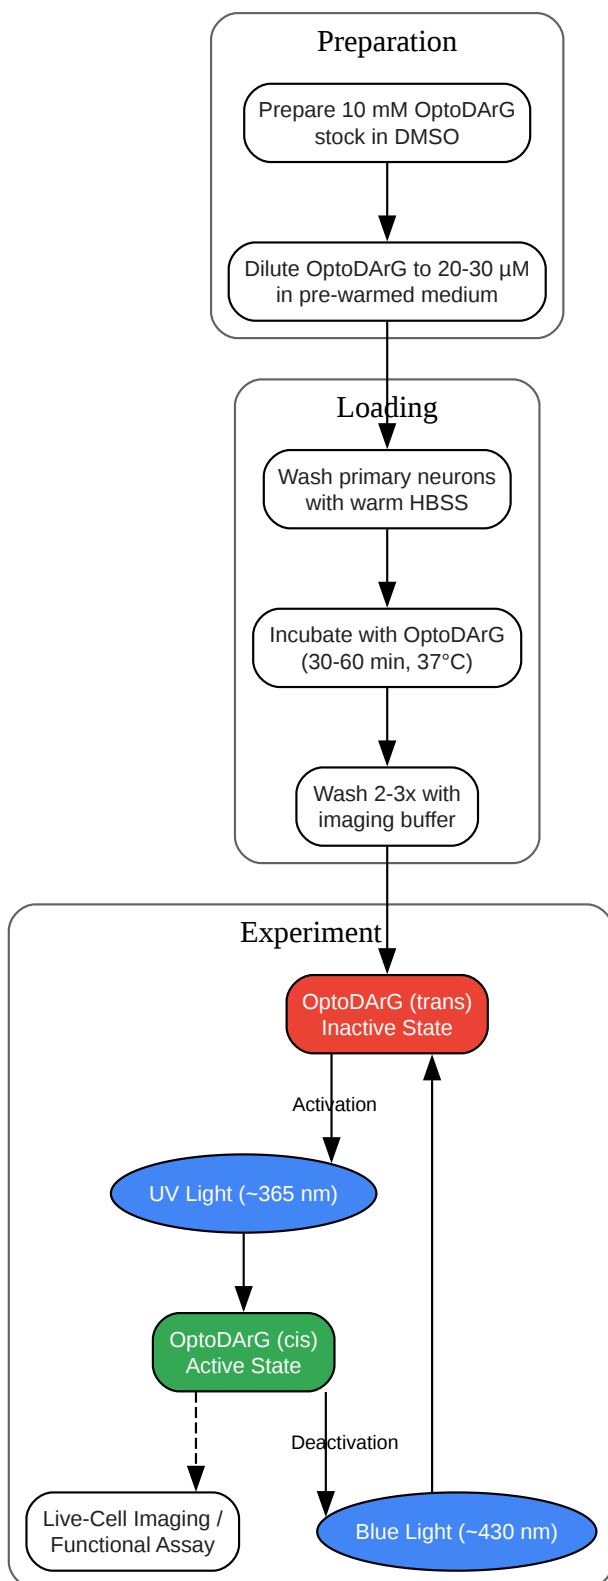 Preparation
Prepare 10 mM OptoDArG
stock in DMSO
Dilute OptoDArG to 20-30 µM
in pre-warmed medium
Loading
Wash primary neurons
with warm HBSS
Incubate with OptoDArG
(30-60 min, 37°C)
Wash 2-3x with
imaging buffer
Experiment
OptoDArG (trans)
Inactive State
Activation
UV Light (~365 nm)
OptoDArG (cis)
Active State
Deactivation
Live-Cell Imaging /
Functional Assay
Blue Light (~430 nm)